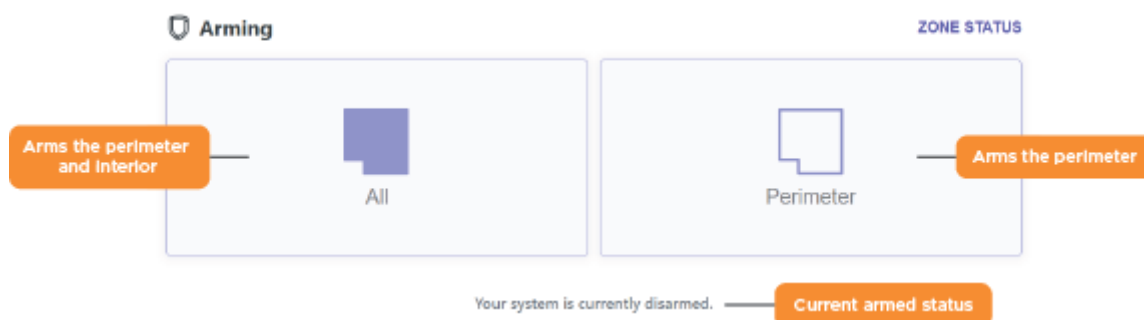 Arming
ZONE STATUS
Arms the perimeter
and interior
All
Perimeter
Arms the perimeter
Your system is currently disarmed.
Current armed status